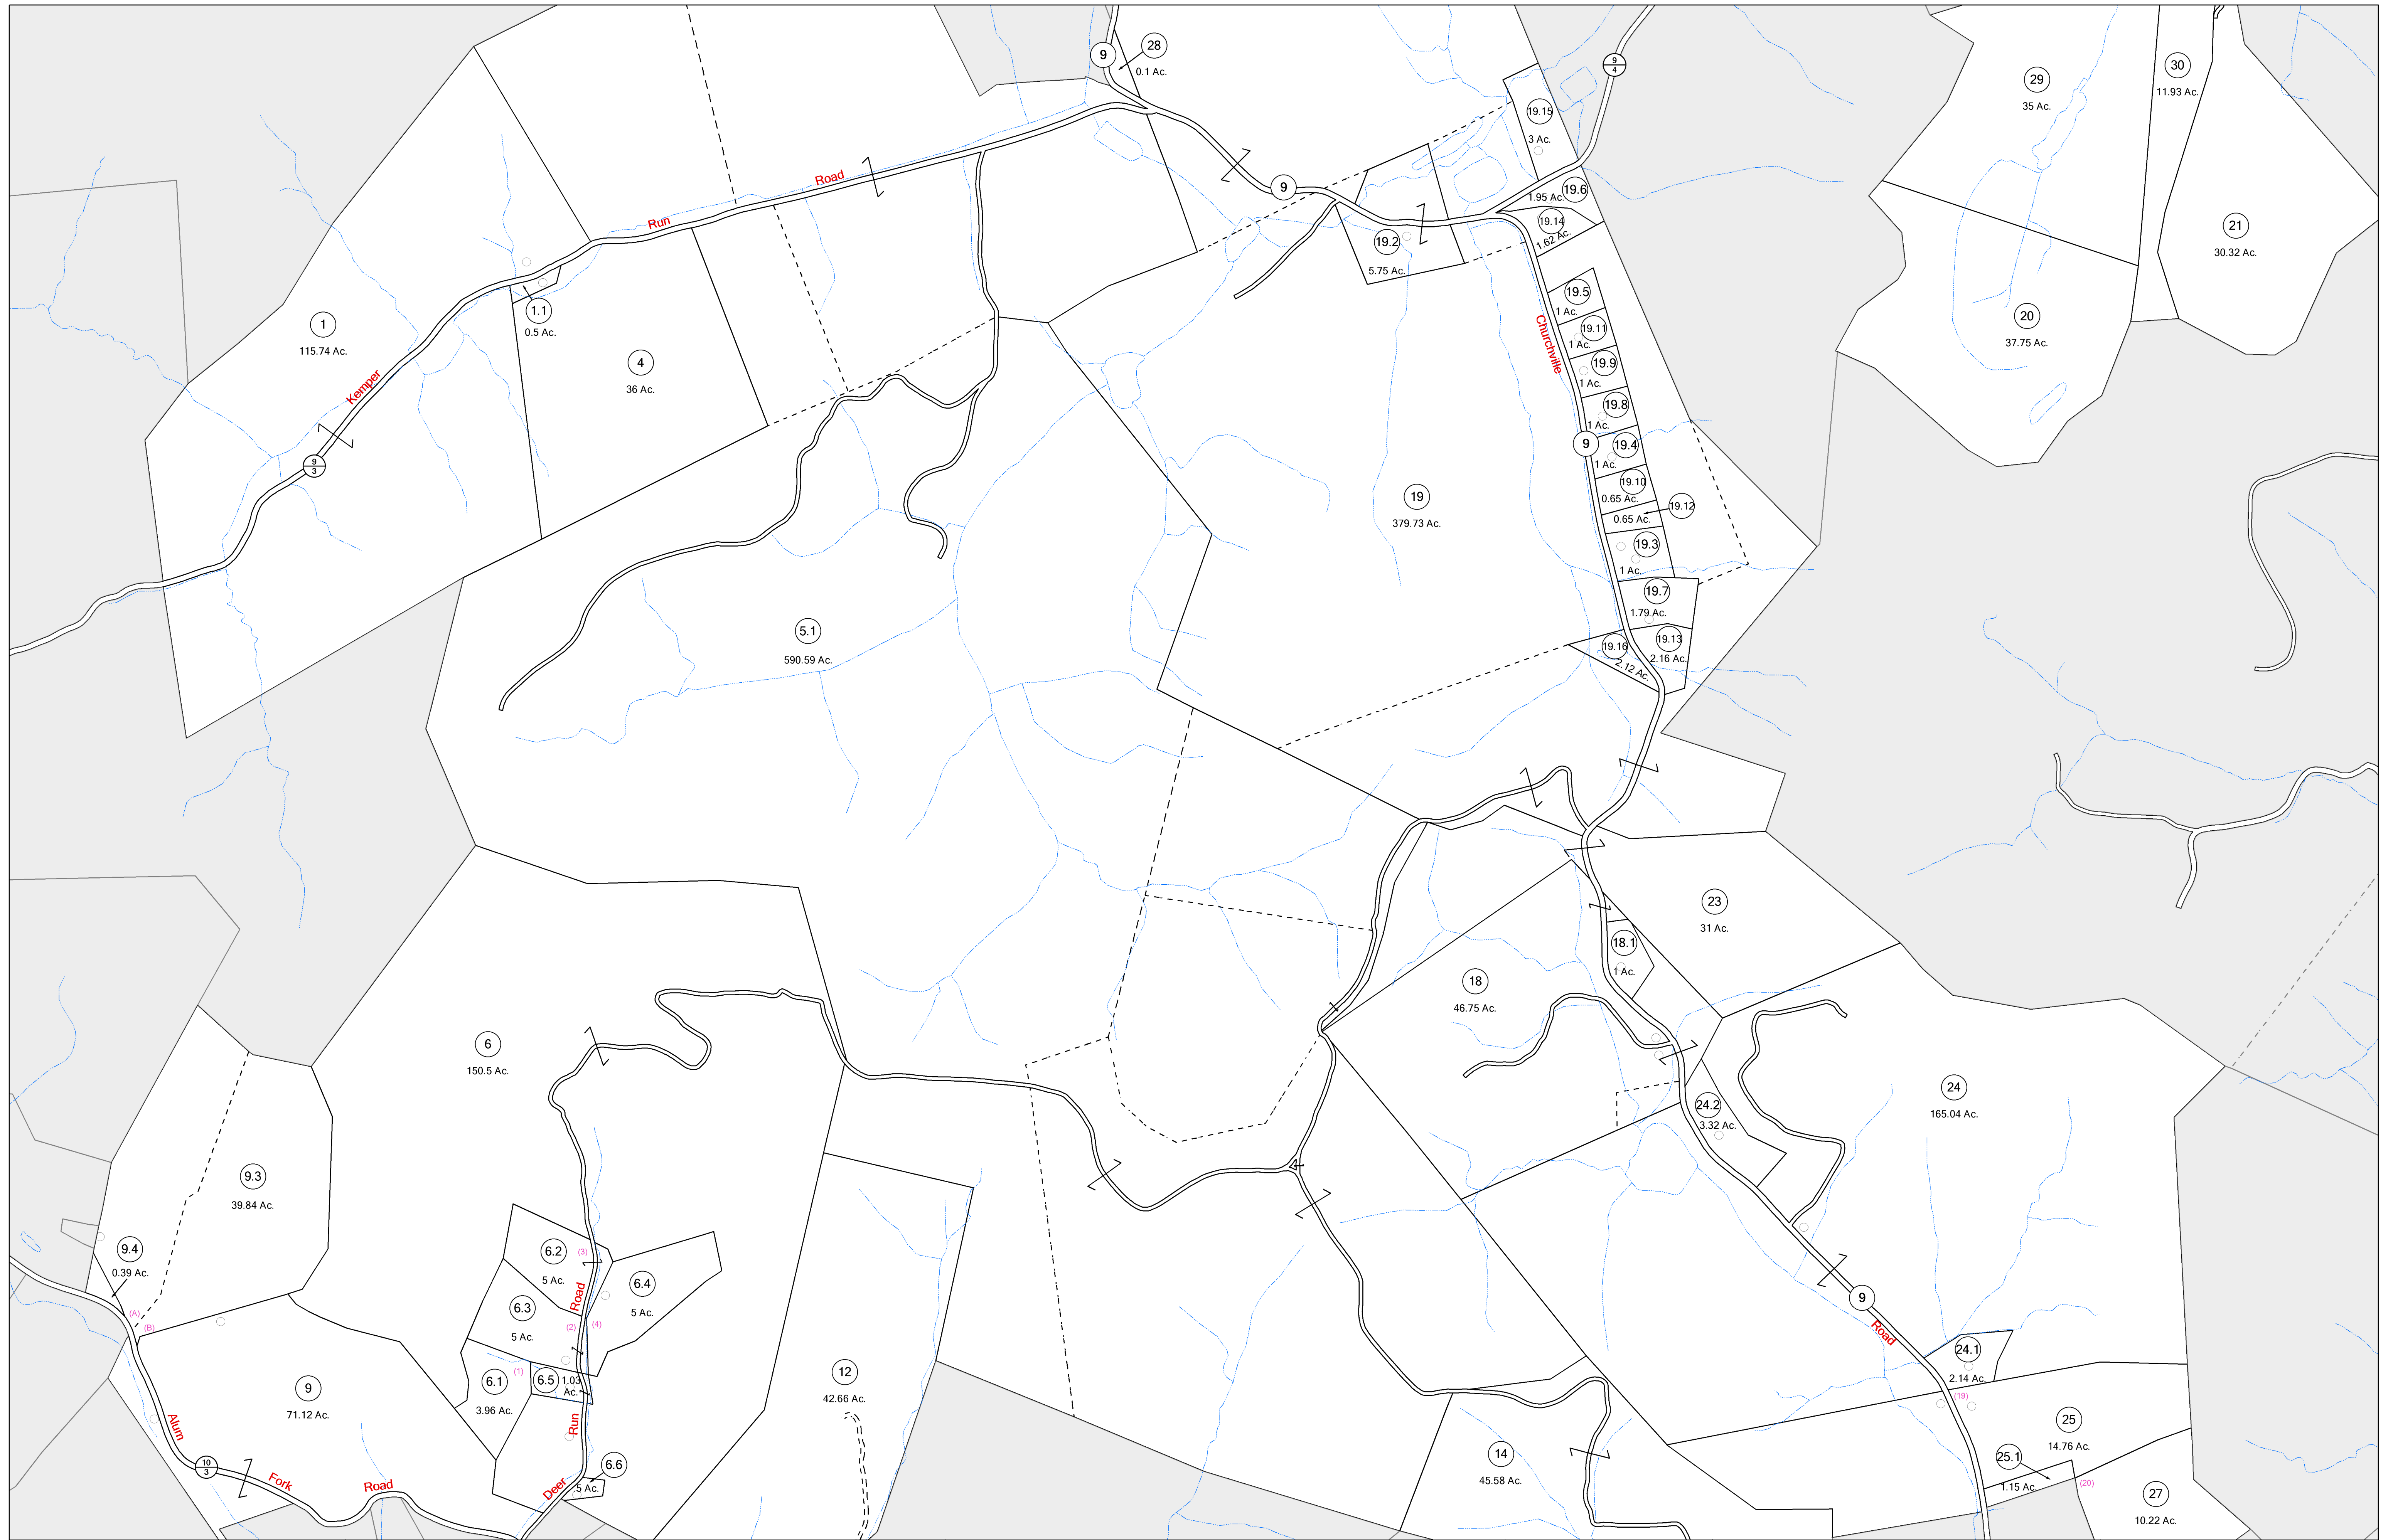 9
28
0.1 Ac.
9
4
29
35 Ac.
30
11.93 Ac.
19.15
3 Ac.
Kemper
Run
Road
9
19.6
1.95 Ac.
19.14
1.62 Ac.
21
30.32 Ac.
19.2
5.75 Ac.
1
115.74 Ac.
1.1
0.5 Ac.
4
36 Ac.
Churchville
19.5
1 Ac.
20
37.75 Ac.
19.11
1 Ac.
19.9
1 Ac.
19.8
1 Ac.
9
19.4
1 Ac.
9
3
19
379.73 Ac.
19.10
0.65 Ac.
19.12
0.65 Ac.
19.3
1 Ac.
19.7
1.79 Ac.
5.1
590.59 Ac.
19.16
2.12 Ac.
19.13
2.16 Ac.
23
31 Ac.
18.1
1 Ac.
18
46.75 Ac.
6
150.5 Ac.
24
165.04 Ac.
24.2
3.32 Ac.
9.3
39.84 Ac.
9.4
0.39 Ac.
(A)
(B)
6.2
(3)
5 Ac.
6.4
5 Ac.
6.3
5 Ac.
(2)
(4)
Road
9
Road
24.1
2.14 Ac.
(1)
6.1
3.96 Ac.
6.5
1.03
Ac.
9
71.12 Ac.
12
42.66 Ac.
(19)
25
14.76 Ac.
Alum
Run
14
45.58 Ac.
25.1
1.15 Ac.
(20)
10
3
Fork
Road
Deer
6.6
.5 Ac.
27
10.22 Ac.